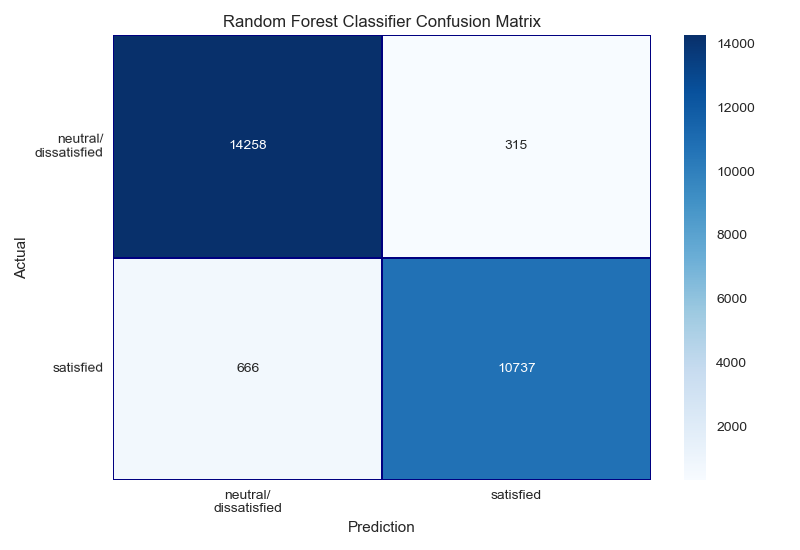 Random Forest Classifier Confusion Matrix
Actual
neutral/
dissatisfied
14258
315
satisfied
666
10737
neutral/
dissatisfied
satisfied
Prediction
14000
12000
10000
8000
6000
4000
2000